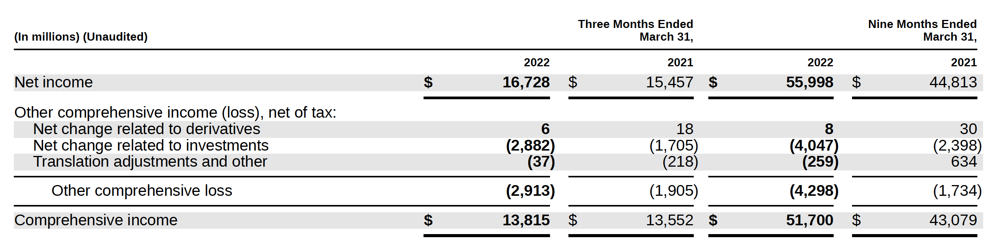 Three Months Ended Nine Months Ended
(In millions) (Unaudited) March 31, March 31,
2022 2021 2022 2021
Net income $ 16,728 $ 15,457 $ 55,998 $ 44,813
Other comprehensive income (loss), net of tax:
Net change related to derivatives 6 18 8 30
Net change related to investments (2,882) (1,705) (4,047) (2,398)
Translation adjustments and other (37) (218) (259) 634
Other comprehensive loss (2,913) (1,905) (4,298) (1,734)
Comprehensive income $ 13,815 $ 13,552 $ 51,700 $ 43,079